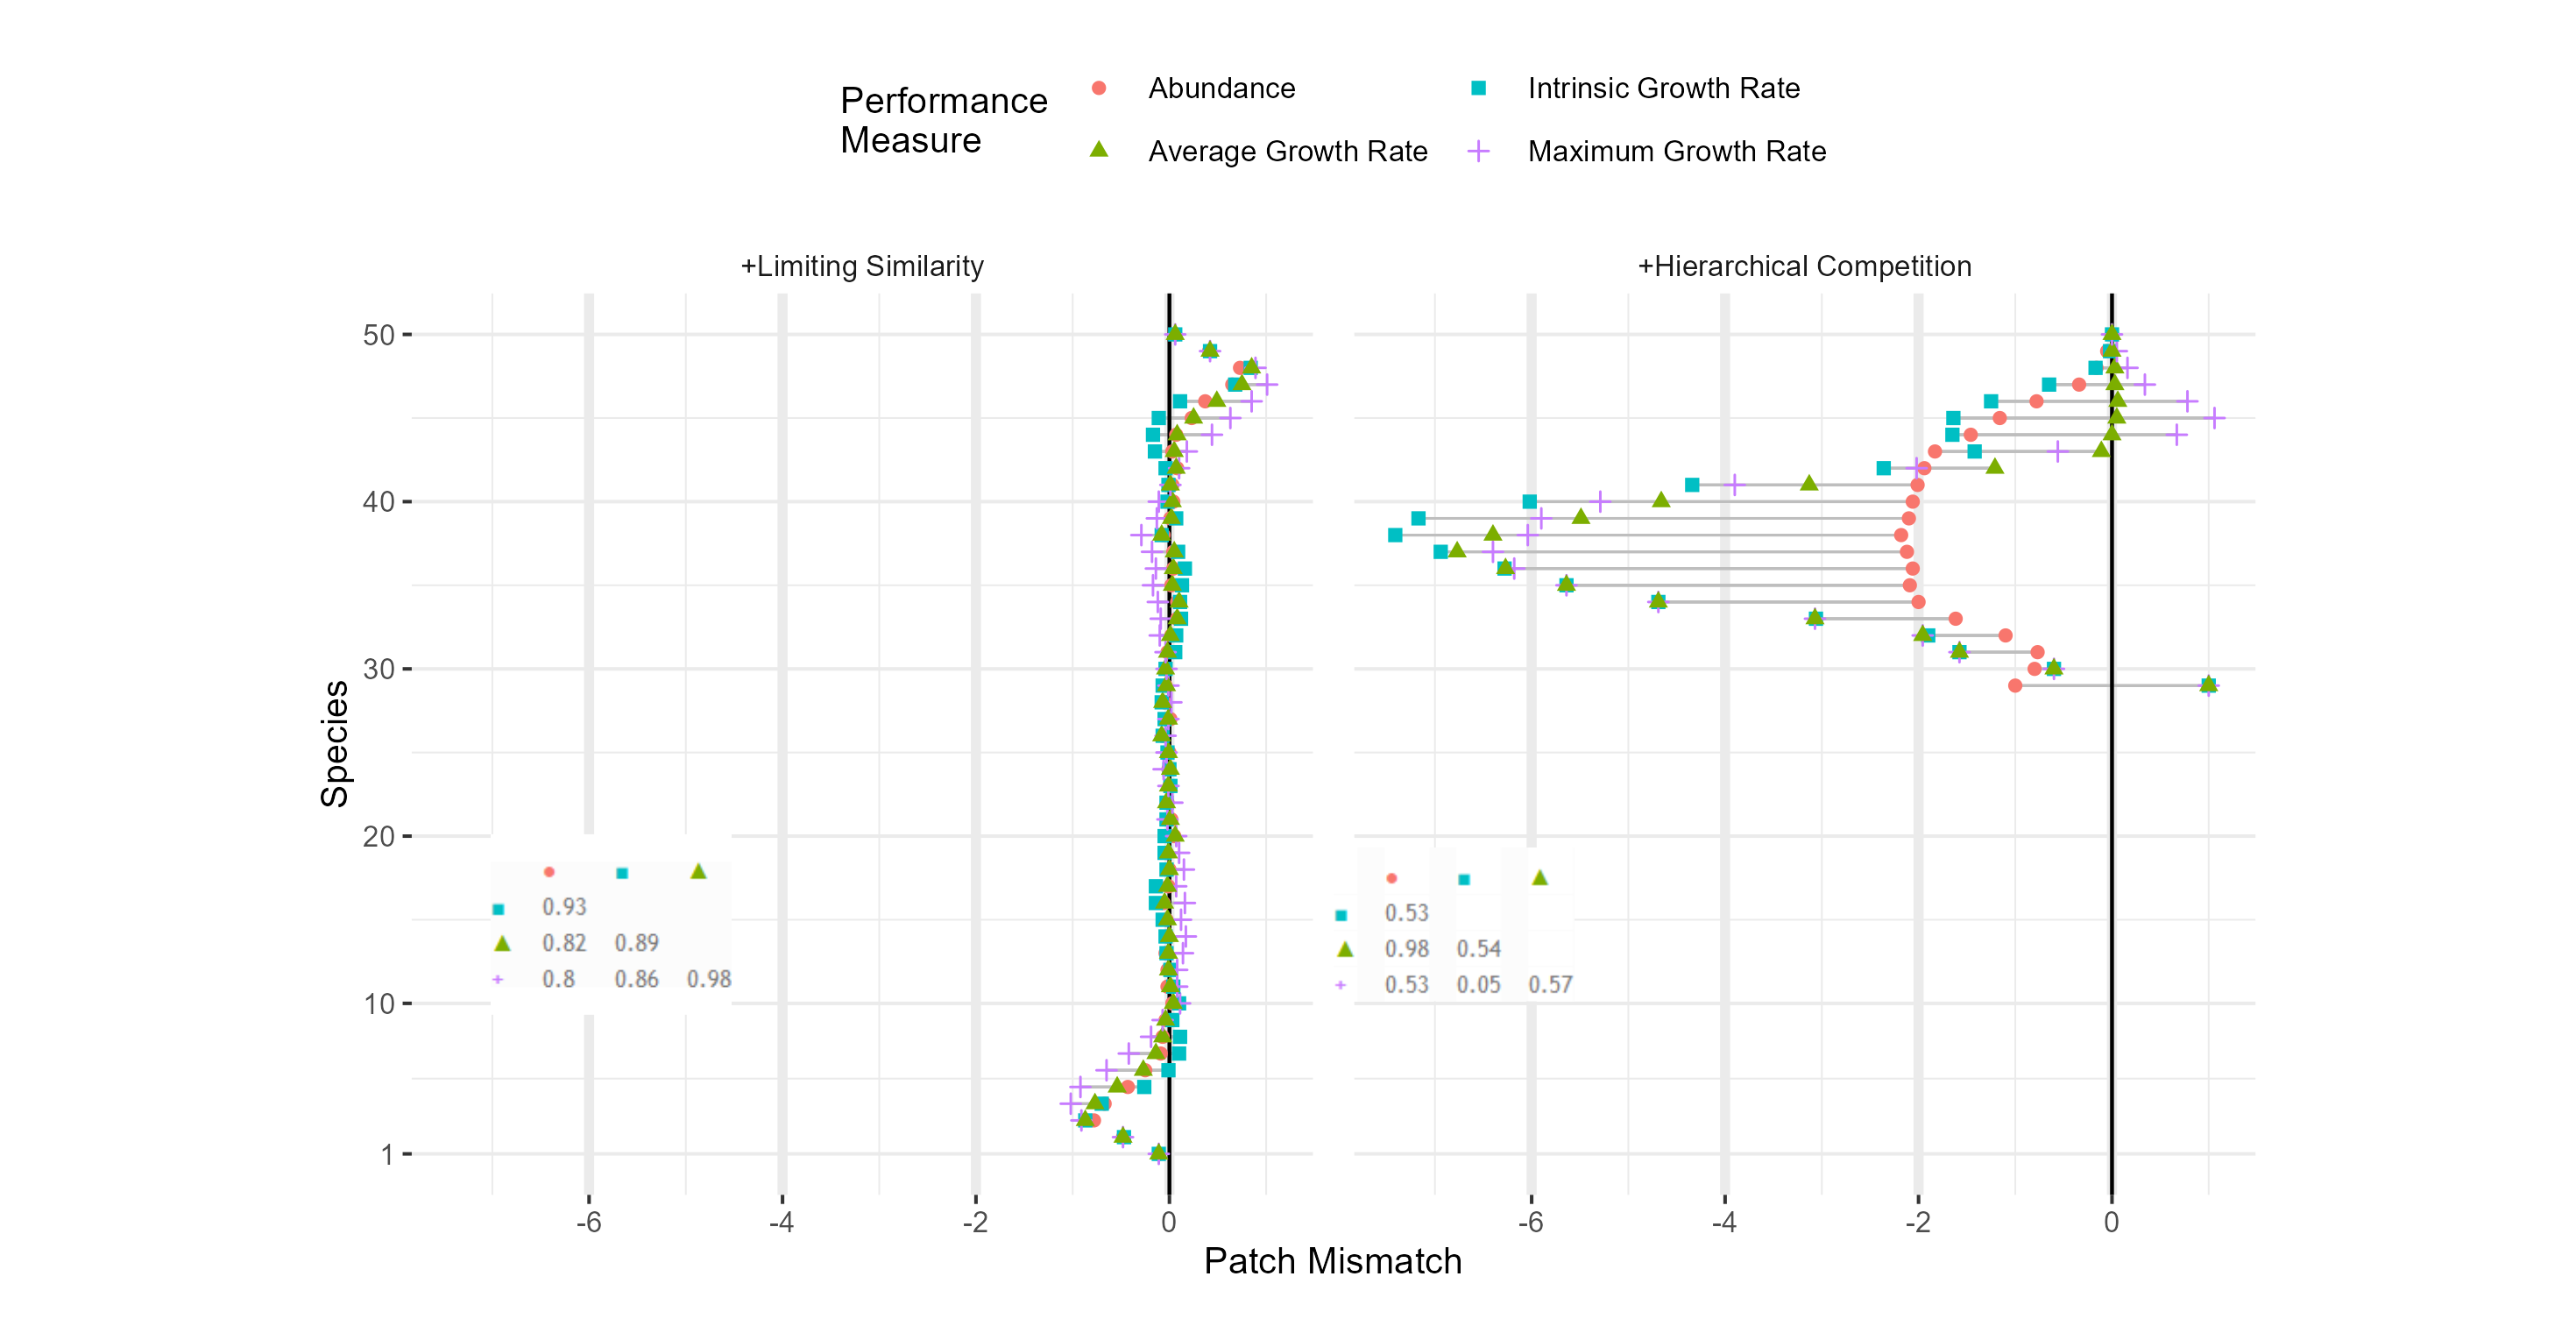 Performance
Measure
Abundance
Intrinsic Growth Rate
Average Growth Rate
Maximum Growth Rate
+Limiting Similarity
+Hierarchical Competition
50
40
30
20
10
1
Species
0.93
0.82 0.89
0.8 0.86 0.98
0.53
0.98 0.54
0.53 0.05 0.57
-6 -4 -2 0
-6 -4 -2 0
Patch Mismatch